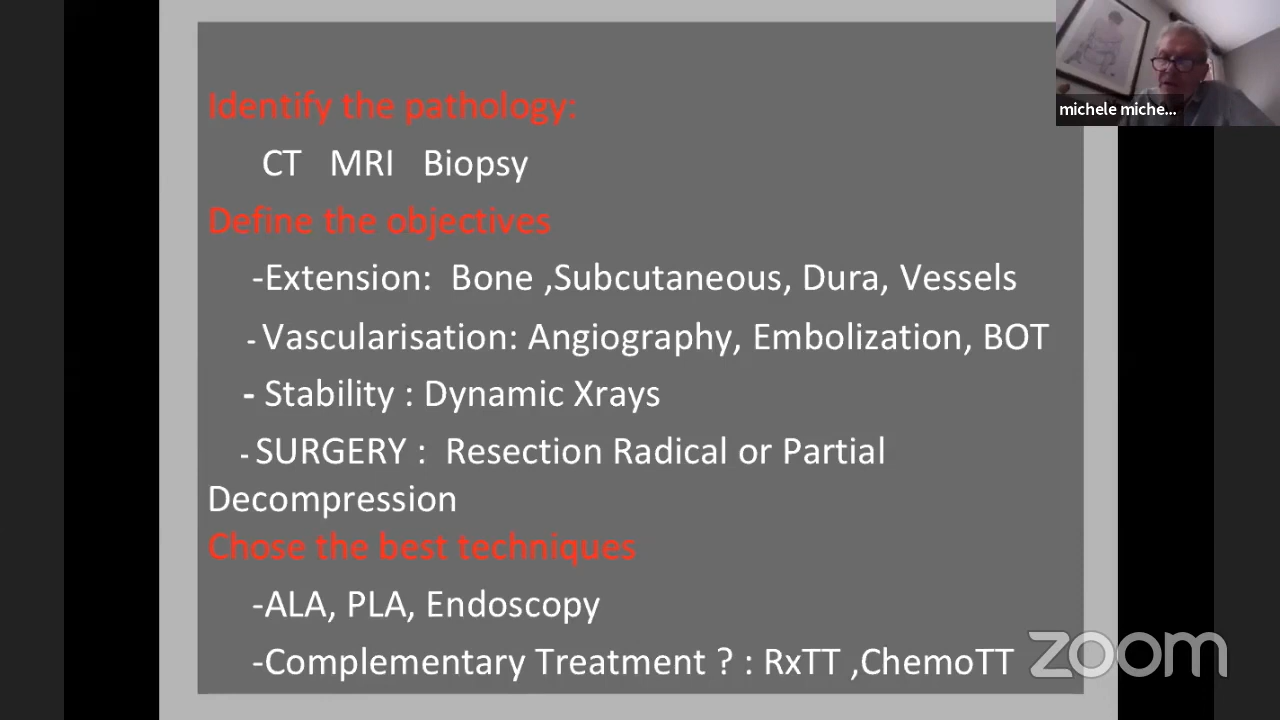 Identify the pathology:
CT MRI Biopsy
Define the objectives
-Extension: Bone ,Subcutaneous, Dura, Vessels
- Vascularisation: Angiography, Embolization, BOT
- Stability : Dynamic Xrays
- SURGERY : Resection Radical or Partial
Decompression
Chose the best techniques
-ALA, PLA, Endoscopy
-Complementary Treatment ? : RxTT ,ChemoTT
michele miche...
zoom